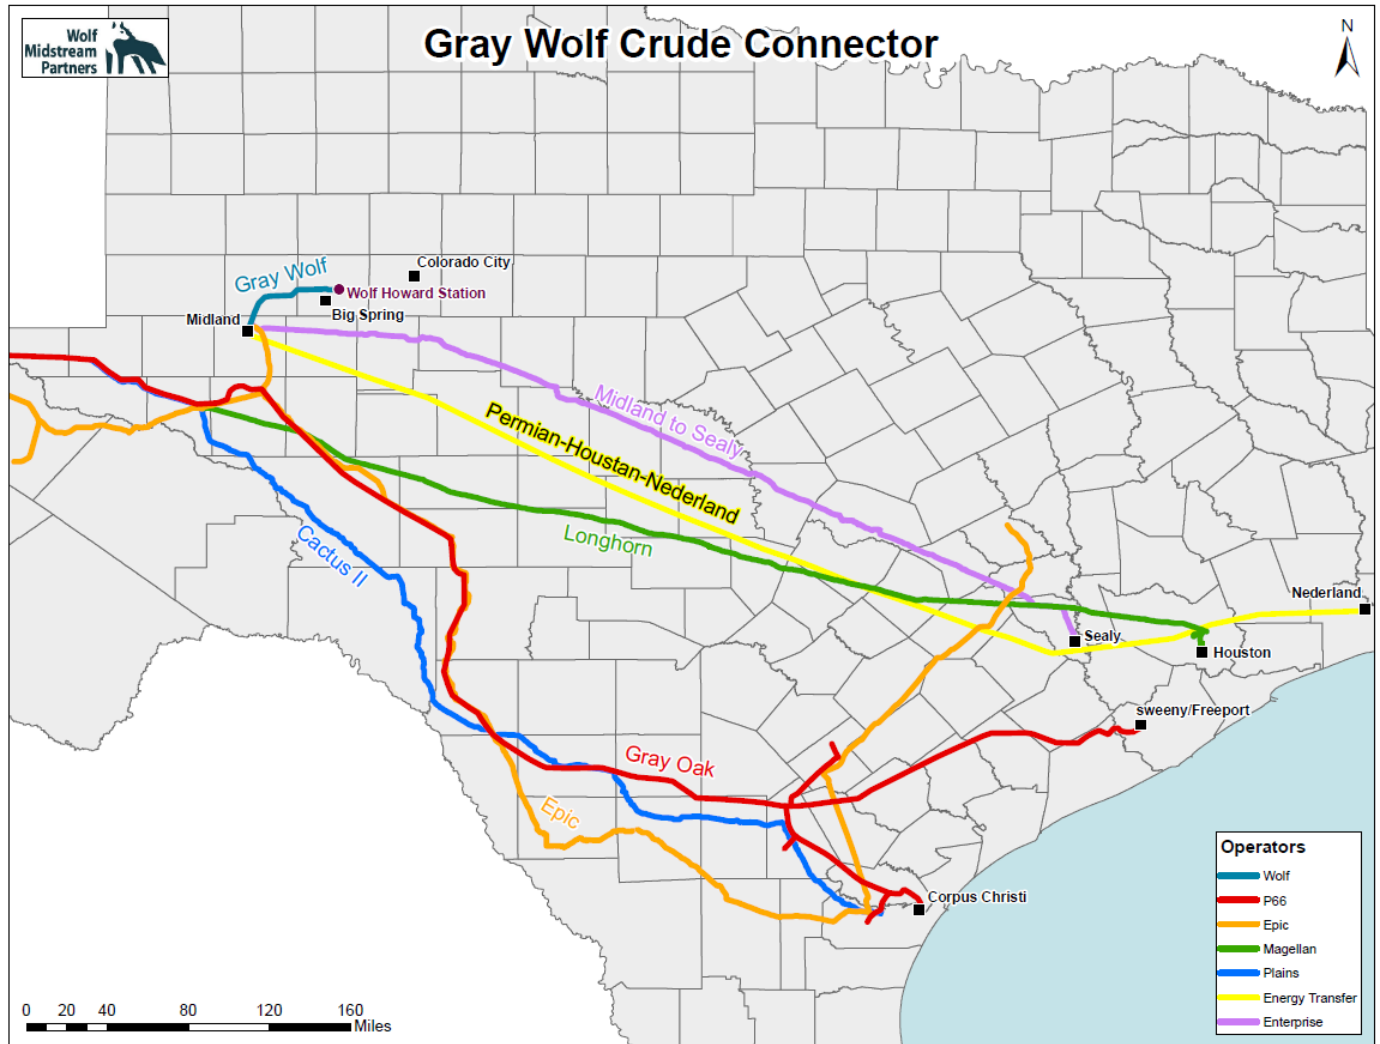 Wolf
Midstream
Partners
Gray Wolf Crude Connector
N
Colorado City
Gray Wolf
Wolf Howard Station
Big Spring
Midland
Midland to Sealy
Permian-Houstan-Nederland
Longhorn
Cactus II
Nederland
Sealy
Houston
sweeny/Freeport
Gray Oak
Epic
Corpus Christi
Operators
Wolf
P66
Epic
Magellan
Plains
Energy Transfer
Enterprise
0 20 40 80 120 160
Miles